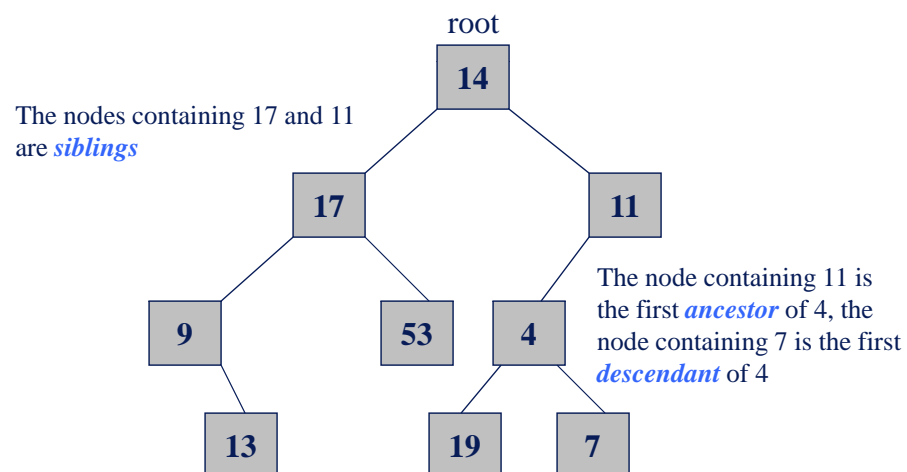 root
14
The nodes containing 17 and 11
are siblings
17
11
The node containing 11 is
the first ancestor of 4, the
node containing 7 is the first
descendant of 4
9
53
4
13
19
7